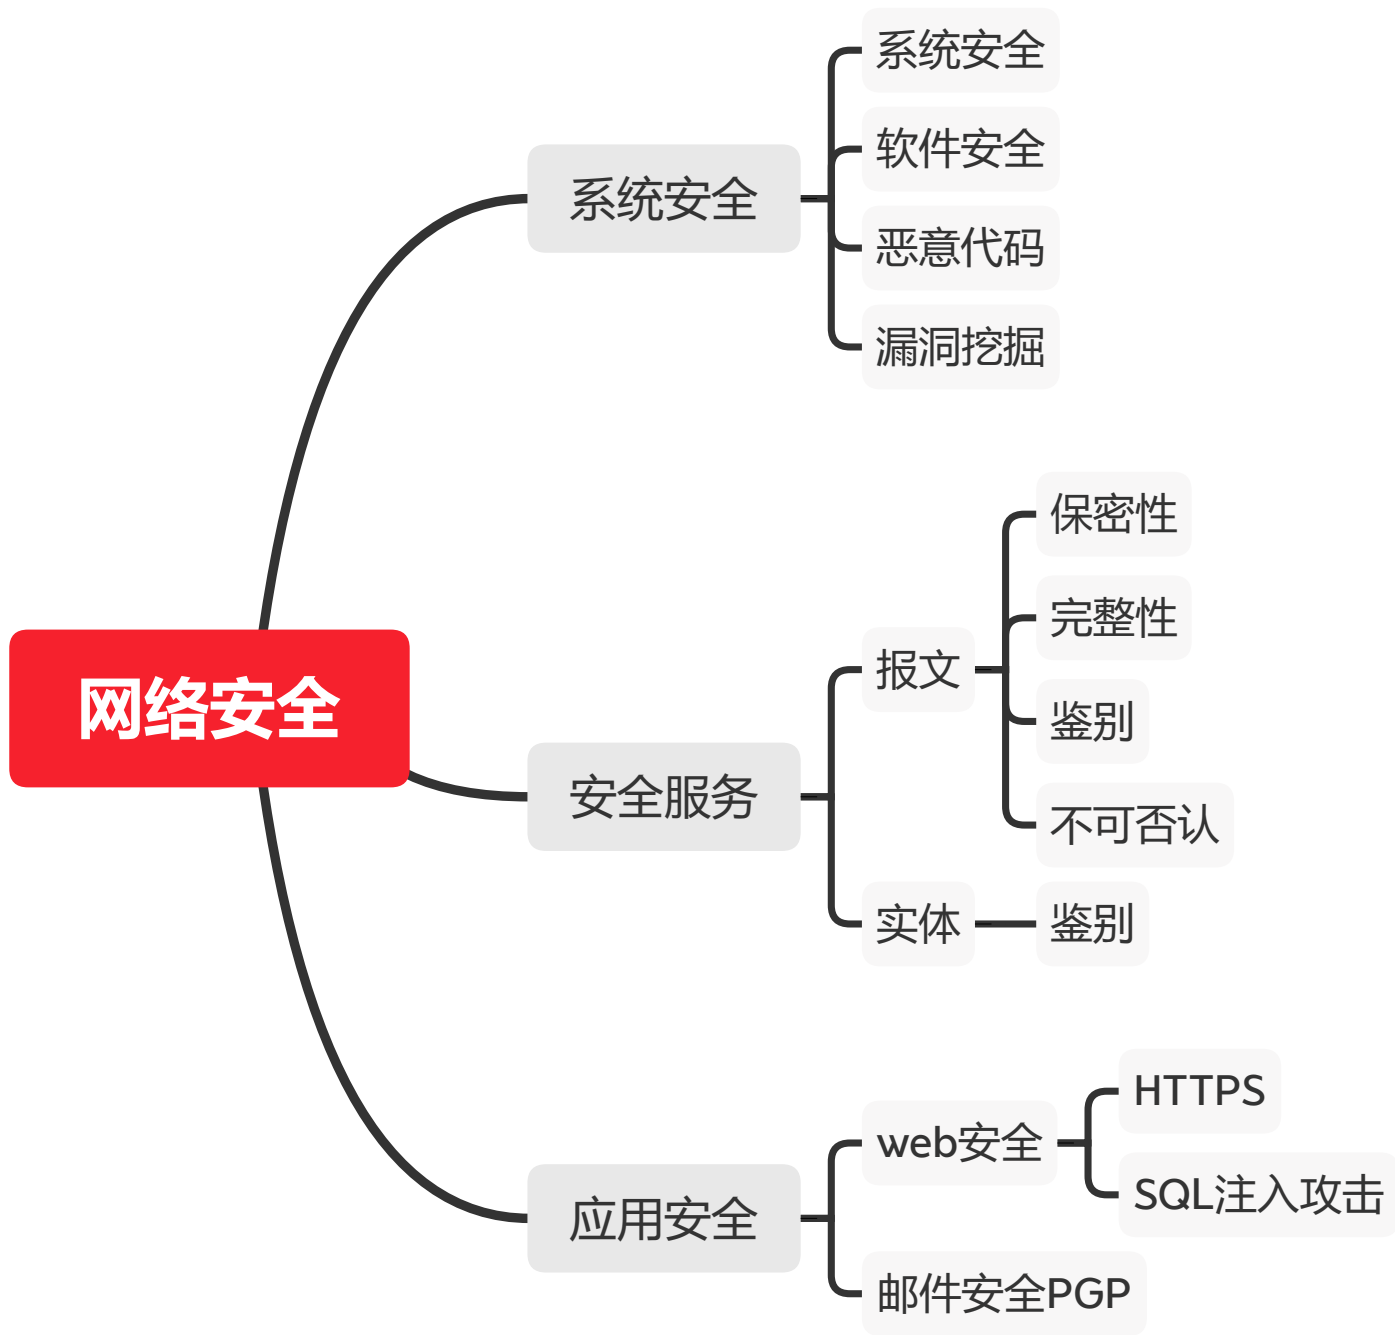 网络安全
系统安全
系统安全
软件安全
恶意代码
漏洞挖掘
安全服务
报文
保密性
完整性
鉴别
不可否认
实体
鉴别
应用安全
web安全
HTTPS
SQL注入攻击
邮件安全PGP